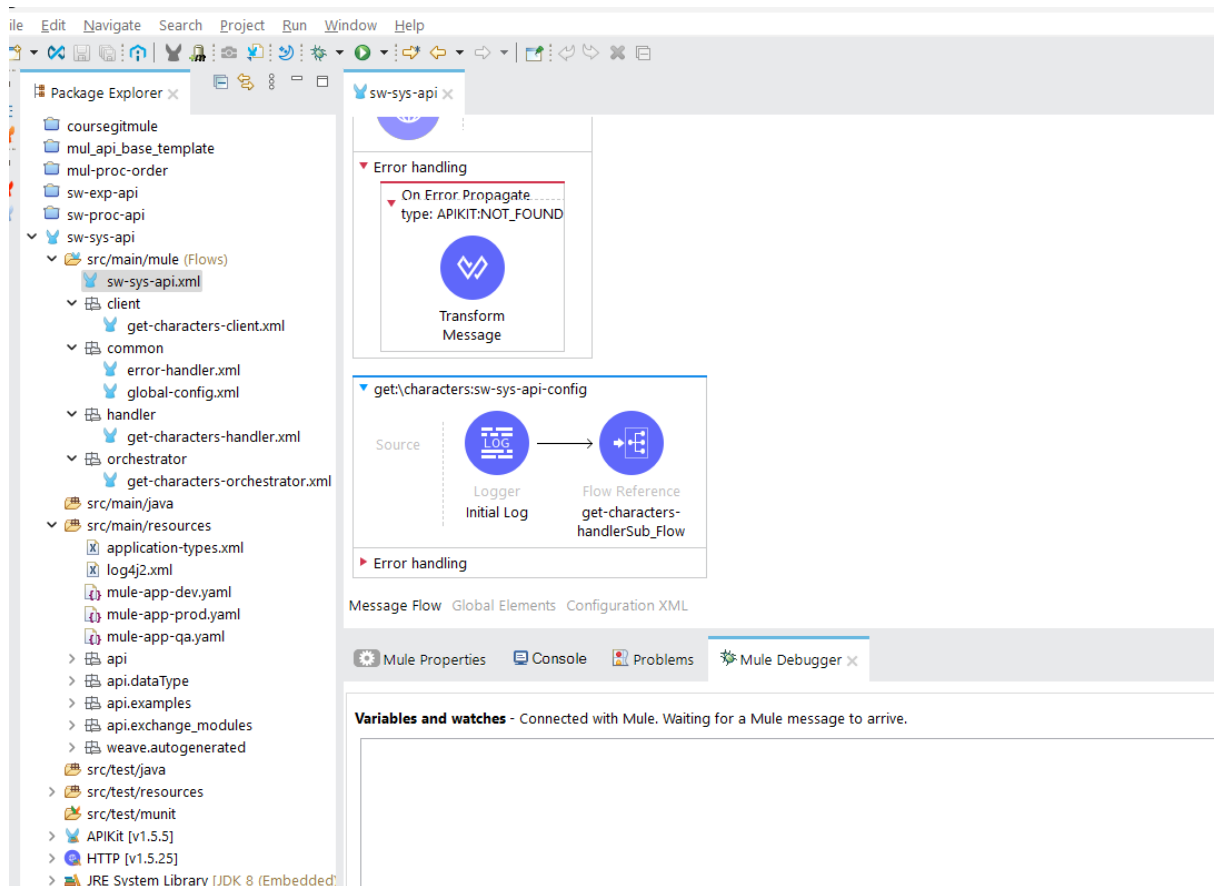 ile Edit Navigate Search Project Run Window Help
Package Explorer
coursegitmule
mul_api_base_template
mul-proc-order
sw-exp-api
sw-proc-api
sw-sys-api
src/main/mule (Flows)
sw-sys-api.xml
client
get-characters-client.xml
common
error-handler.xml
global-config.xml
handler
get-characters-handler.xml
orchestrator
get-characters-orchestrator.xml
src/main/java
src/main/resources
application-types.xml
log4j2.xml
mule-app-dev.yaml
mule-app-prod.yaml
mule-app-qa.yaml
api
api.dataType
api.examples
api.exchange_modules
weave.autogenerated
src/test/java
src/test/resources
src/test/munit
APIKit [v1.5.5]
HTTP [v1.5.25]
JRE System Library [JDK 8 (Embedded)
sw-sys-api
Error handling
On Error Propagate
type: APIKIT:NOT_FOUND
Transform
Message
get:\characters:sw-sys-api-config
Source
LOG
Logger
Initial Log
Flow Reference
get-characters-
handlerSub_Flow
Error handling
Message Flow Global Elements Configuration XML
Mule Properties Console Problems Mule Debugger
Variables and watches - Connected with Mule. Waiting for a Mule message to arrive.